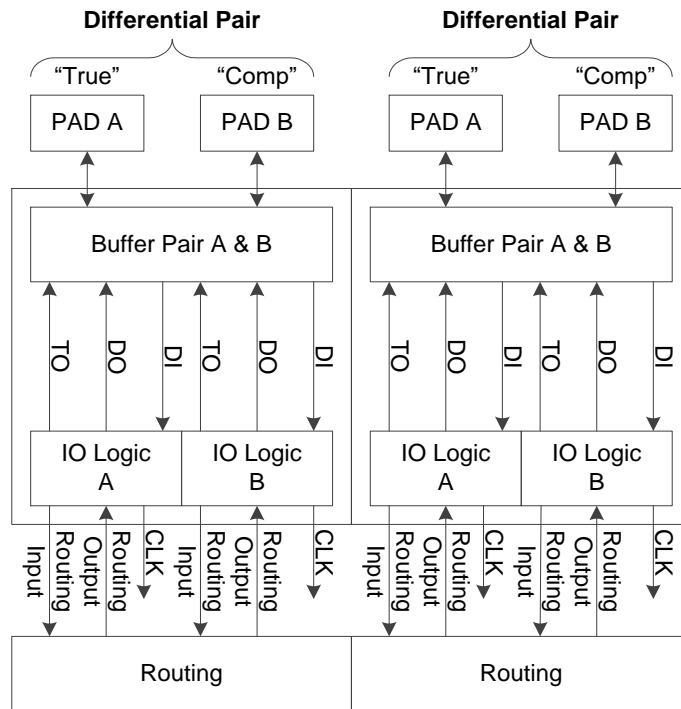 Differential Pair
Differential Pair
“True”
“Comp”
“True”
“Comp”
PAD A
PAD B
PAD A
PAD B
Buffer Pair A & B
Buffer Pair A & B
TO
DO
DI
TO
DO
DI
TO
DO
DI
TO
DO
DI
IO Logic
A
IO Logic
B
IO Logic
A
IO Logic
B
Routing
Input
Routing
Output
CLK
Routing
Input
Routing
Output
CLK
Routing
Input
Routing
Output
CLK
Routing
Input
Routing
Output
CLK
Routing
Routing